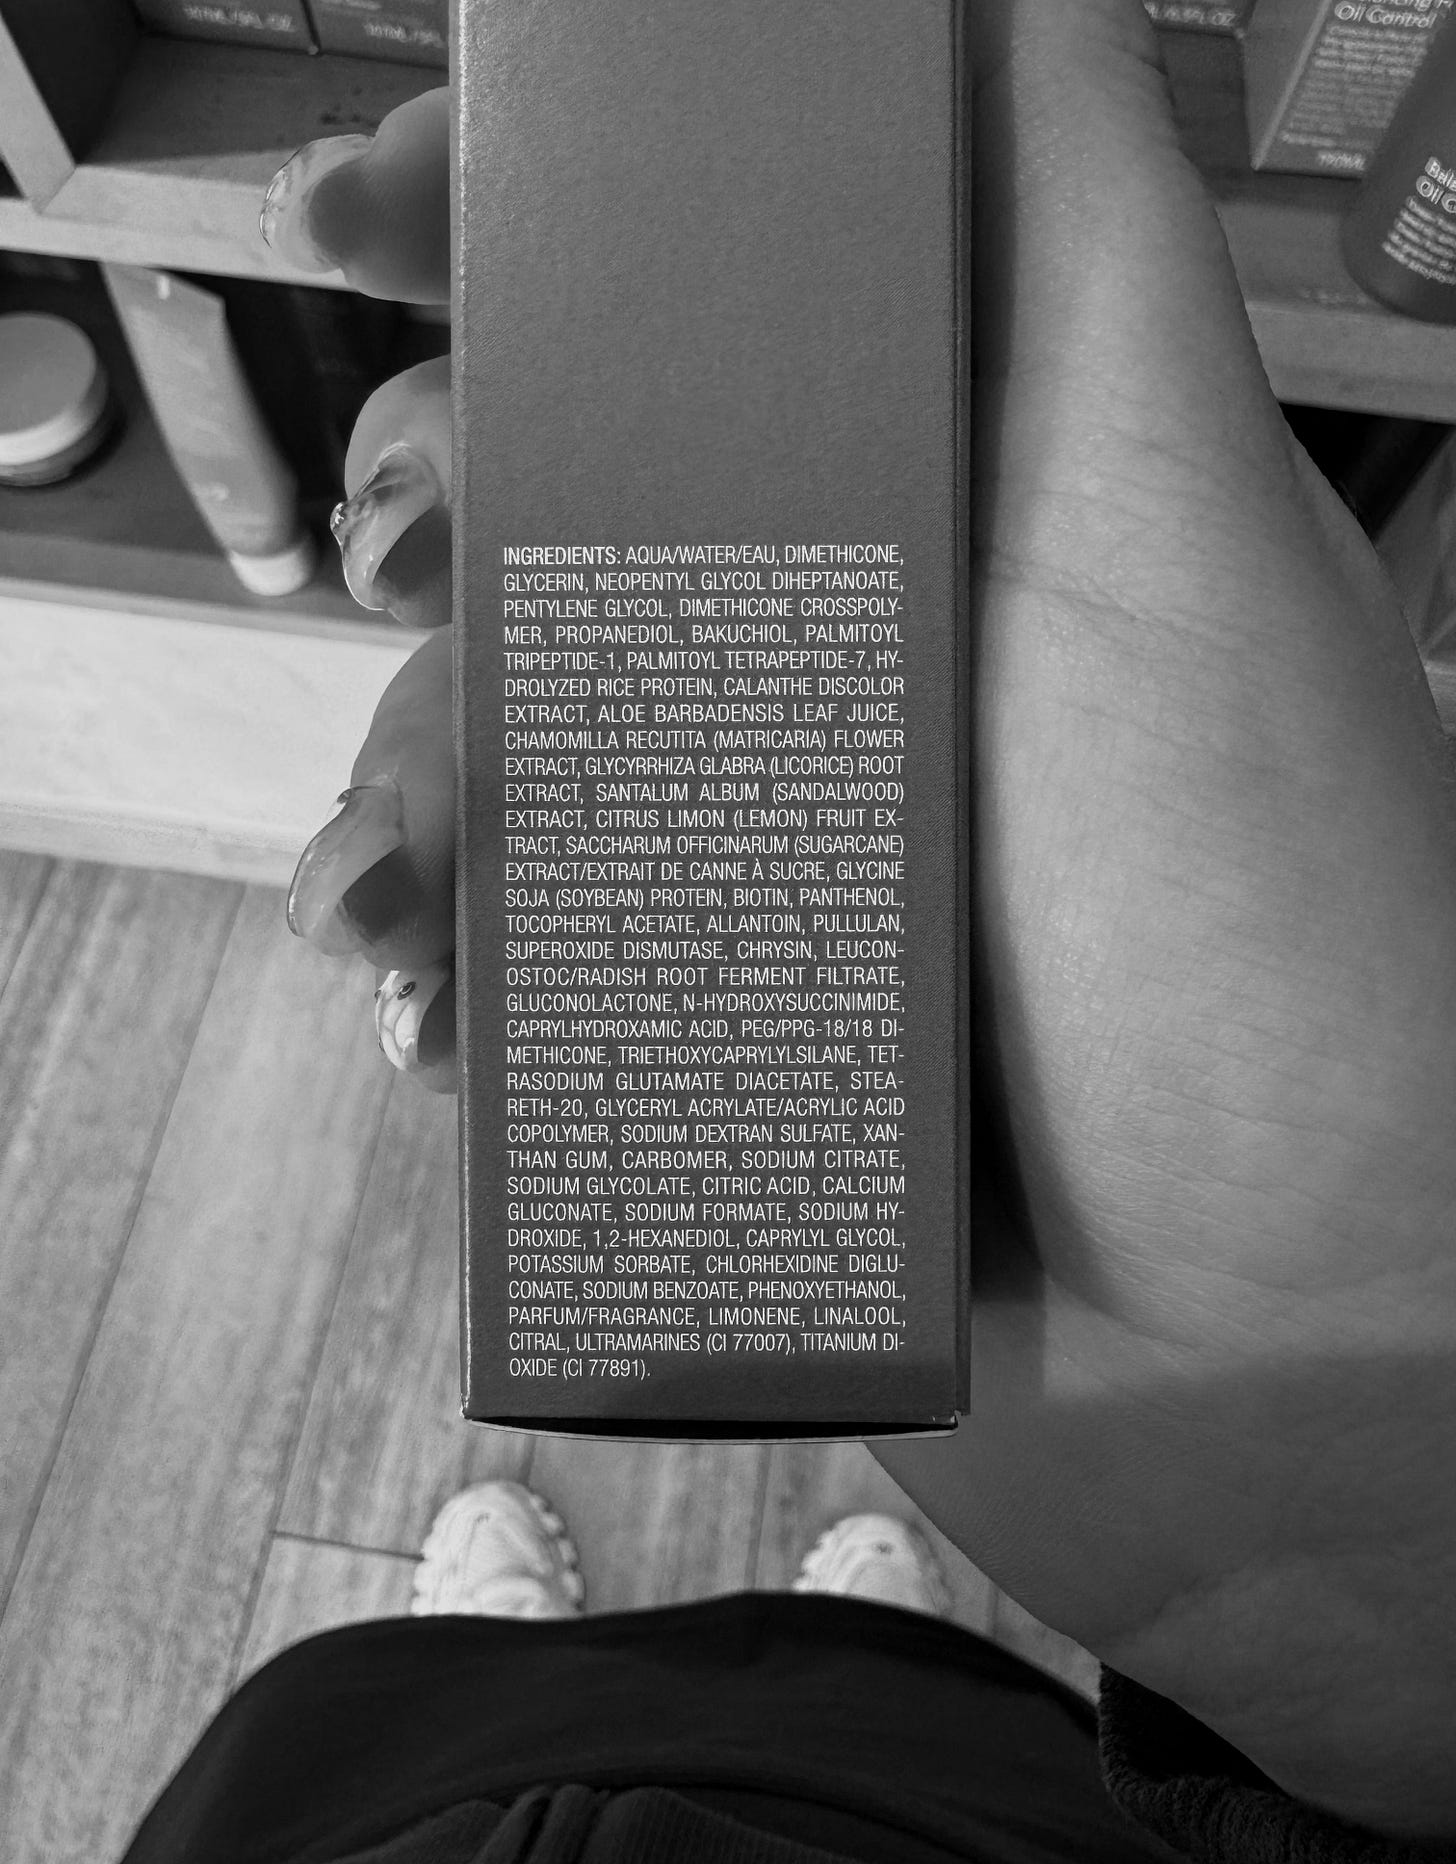 Oil Control
INGREDIENTS: AQUA/WATER/EAU, DIMETHICONE,
GLYCERIN, NEOPENTYL GLYCOL DIHEPTANOATE,
PENTYLENE GLYCOL, DIMETHICONE CROSSPOLY-
MER, PROPANEDIOL, BAKUCHIOL, PALMITOYL
TRIPEPTIDE-1, PALMITOYL TETRAPEPTIDE-7, HY-
DROLYZED RICE PROTEIN, CALANTHE DISCOLOR
EXTRACT, ALOE BARBADENSIS LEAF JUICE,
CHAMOMILLA RECUTITA (MATRICARIA) FLOWER
EXTRACT, GLYCYRRHIZA GLABRA (LICORICE) ROOT
EXTRACT, SANTALUM ALBUM (SANDALWOOD)
EXTRACT, CITRUS LIMON (LEMON) FRUIT EX-
TRACT, SACCHARUM OFFICINARUM (SUGARCANE)
EXTRACT/EXTRAIT DE CANNE À SUCRE, GLYCINE
SOJA (SOYBEAN) PROTEIN, BIOTIN, PANTHENOL,
TOCOPHERYL ACETATE, ALLANTOIN, PULLULAN,
SUPEROXIDE DISMUTASE, CHRYSIN, LEUCON-
OSTOC/RADISH ROOT FERMENT FILTRATE,
GLUCONOLACTONE, N-HYDROXYSUCCINIMIDE,
CAPRYLHYDROXAMIC ACID, PEG/PPG-18/18 DI-
METHICONE, TRIETHOXYCAPRYLYLSILANE, TET-
RASODIUM GLUTAMATE DIACETATE, STEA-
RETH-20, GLYCERYL ACRYLATE/ACRYLIC ACID
COPOLYMER, SODIUM DEXTRAN SULFATE, XAN-
THAN GUM, CARBOMER, SODIUM CITRATE,
SODIUM GLYCOLATE, CITRIC ACID, CALCIUM
GLUCONATE, SODIUM FORMATE, SODIUM HY-
DROXIDE, 1,2-HEXANEDIOL, CAPRYLYL GLYCOL,
POTASSIUM SORBATE, CHLORHEXIDINE DIGLU-
CONATE, SODIUM BENZOATE, PHENOXYETHANOL,
PARFUM/FRAGRANCE, LIMONENE, LINALOOL,
CITRAL, ULTRAMARINES (CI 77007), TITANIUM DI-
OXIDE (CI 77891).